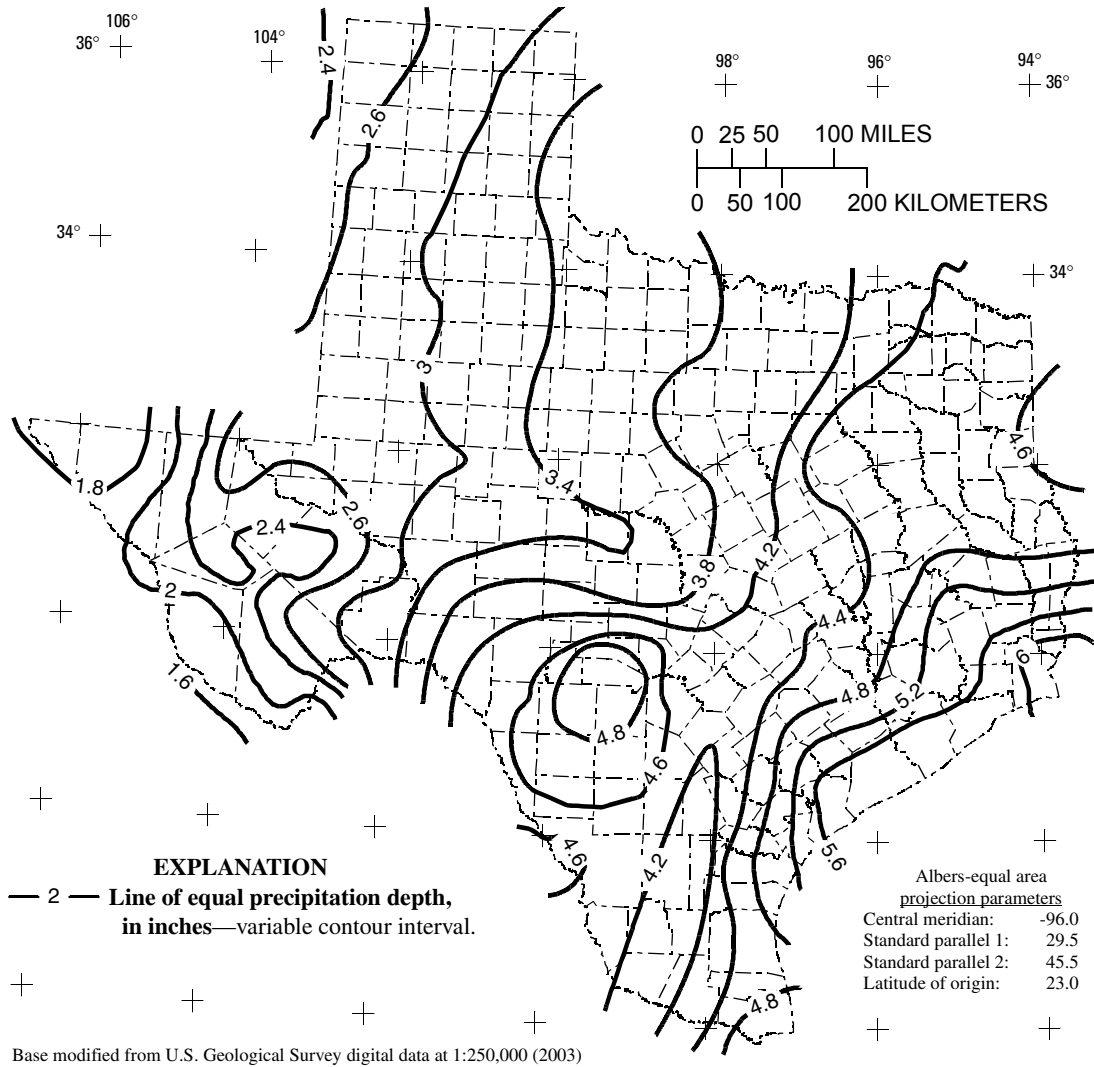 106°
36°
104°
98°
96°
94°
36°
2.4
2.6
0 25 50 100 MILES
0 50 100 200 KILOMETERS
34°
34°
3
4.6
3.4
1.8
2.6
2.4
3.8
4.2
2
4.4
6
1.6
4.8
5.2
4.8
4.6
5.6
4.6
4.2
4.8
EXPLANATION
2 Line of equal precipitation depth,
in inches—variable contour interval.
Albers-equal area
projection parameters
Central meridian: -96.0
Standard parallel 1: 29.5
Standard parallel 2: 45.5
Latitude of origin: 23.0
Base modified from U.S. Geological Survey digital data at 1:250,000 (2003)